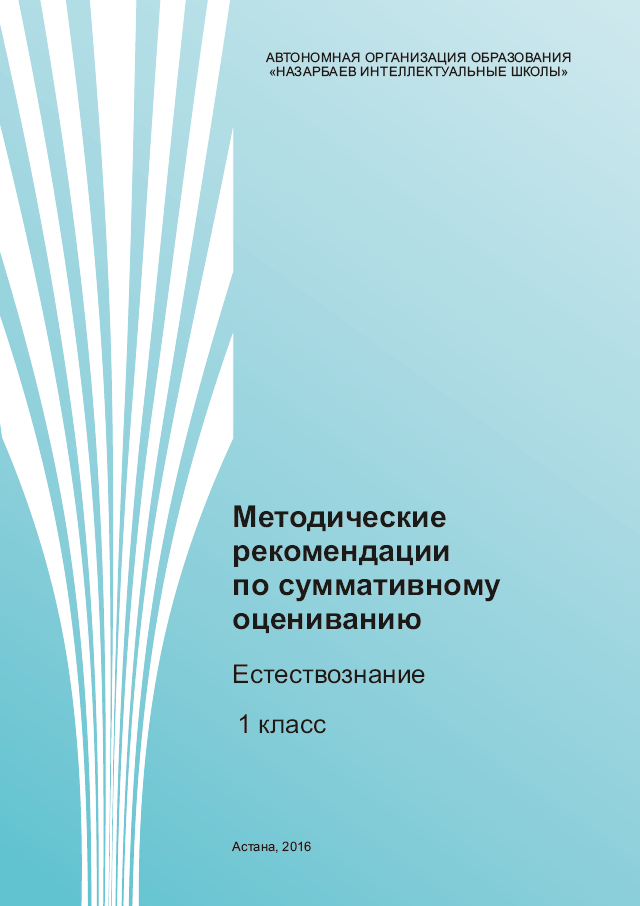 АВТОНОМНАЯ ОРГАНИЗАЦИЯ ОБРАЗОВАНИЯ
«НАЗАРБАЕВ ИНТЕЛЛЕКТУАЛЬНЫЕ ШКОЛЫ»
Методические
рекомендации
по суммативному
оцениванию
Естествознание
1 класс
Астана, 2016